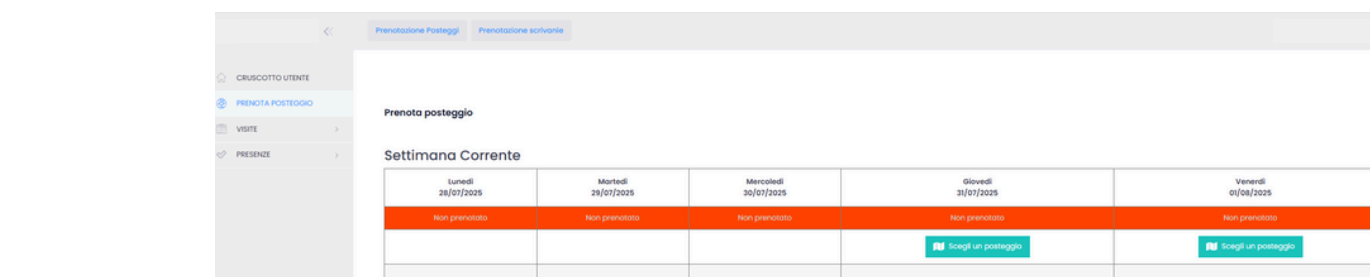 Prenotazione Posteggi Prenotazione scrivanie
CRUSCOTTO UTENTE
PRENOTA POSTEGGIO
VISITE
PRESENZE
Prenota posteggio
Settimana Corrente
Lunedì Martedì Mercoledì Giovedì Venerdì
28/07/2025 29/07/2025 30/07/2025 31/07/2025 01/08/2025
Non prenotato Non prenotato Non prenotato Non prenotato Non prenotato
Scegli un posteggio Scegli un posteggio